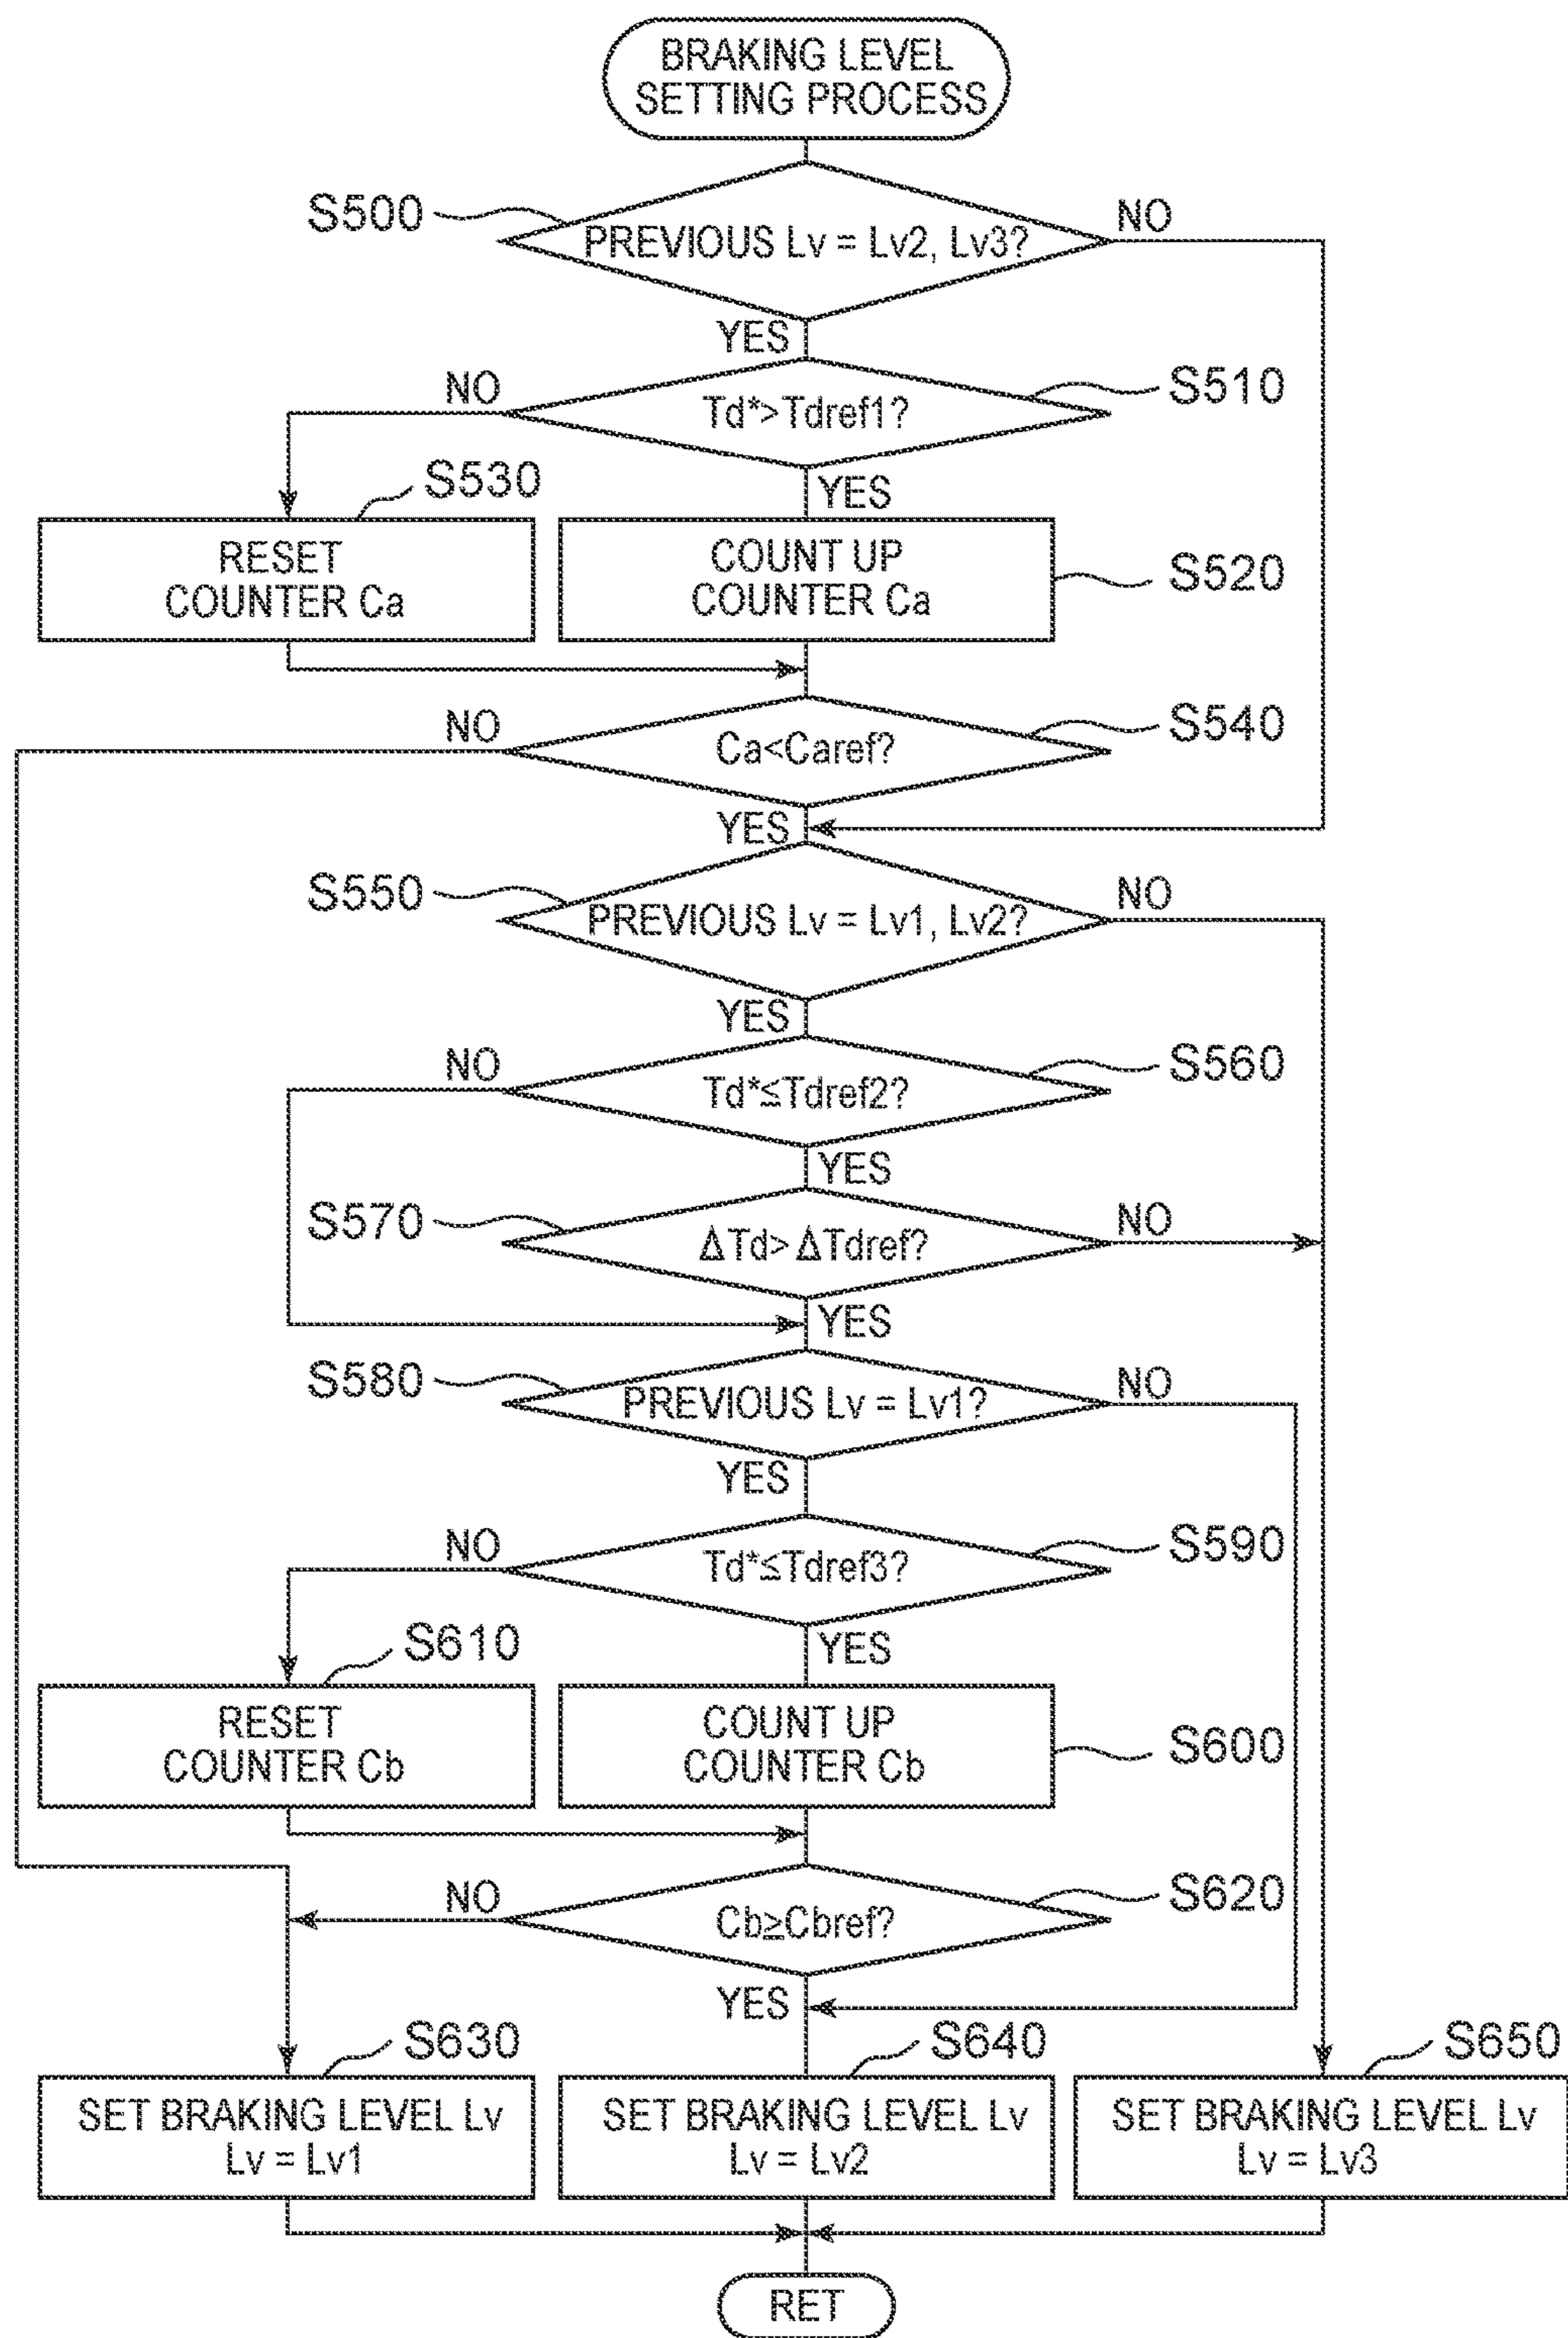 BRAKING LEVEL
SETTING PROCESS
S500
PREVIOUS Lv = Lv2, Lv3?
NO
YES
S510
NO
Td*>Tdref1?
YES
S530
RESET
COUNTER Ca
COUNT UP
COUNTER Ca
S520
S540
NO
Ca<Caref?
YES
S550
PREVIOUS Lv = Lv1, Lv2?
NO
YES
S560
NO
Td*≦Tdref2?
YES
S570
ΔTd> ΔTdref?
NO
YES
S580
PREVIOUS Lv = Lv1?
NO
YES
S590
NO
Td*≦Tdref3?
YES
S610
RESET
COUNTER Cb
COUNT UP
COUNTER Cb
S600
S620
NO
Cb≧Cbref?
YES
S630
SET BRAKING LEVEL Lv
Lv = Lv1
S640
SET BRAKING LEVEL Lv
Lv = Lv2
S650
SET BRAKING LEVEL Lv
Lv = Lv3
RET